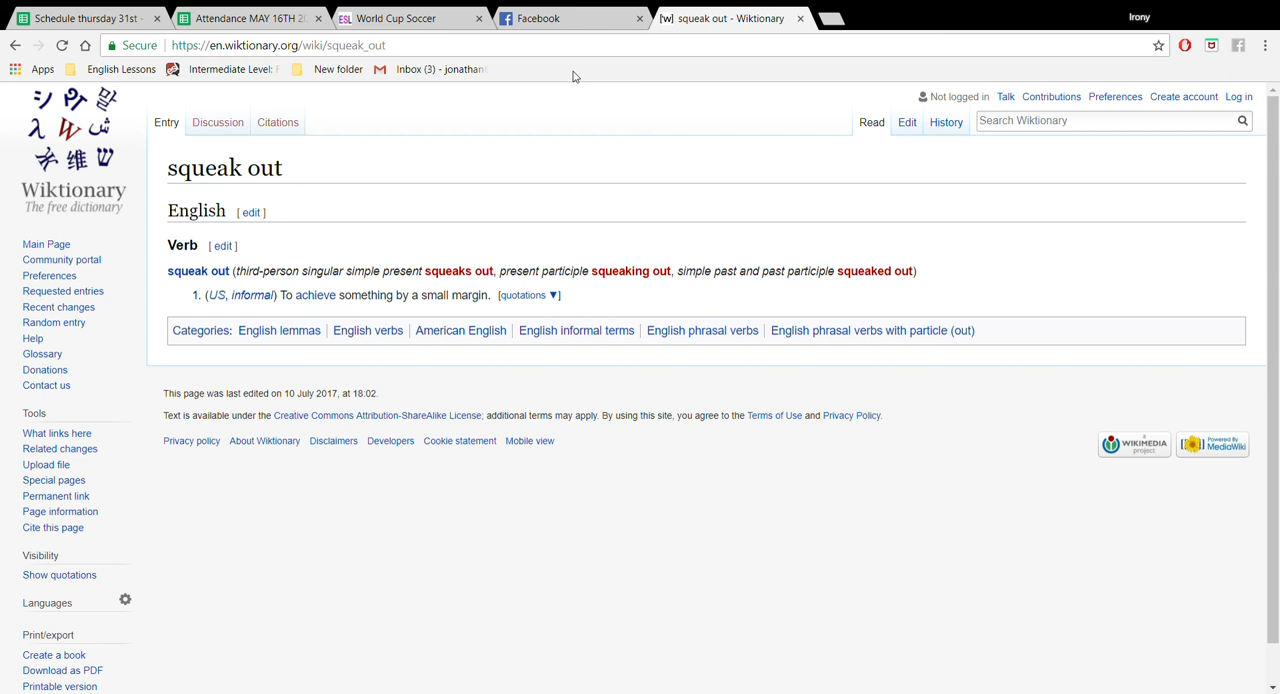 Schedule thursday 31st -
Attendance MAY 16TH 2
ESL World Cup Soccer
Facebook
[w] squeak out - Wiktionary
Irony
Secure https://en.wiktionary.org/wiki/squeak_out
Apps English Lessons Intermediate Level: New folder Inbox (3) - jonathan
Not logged in Talk Contributions Preferences Create account Log in
Entry Discussion Citations Read Edit History Search Wiktionary
シ
λ W ش
维 ש
Wiktionary
The free dictionary
squeak out
English [ edit ]
Verb [ edit ]
squeak out (third-person singular simple present squeaks out, present participle squeaking out, simple past and past participle squeaked out)
1. (US, informal) To achieve something by a small margin. [quotations ▼]
Categories: English lemmas | English verbs | American English | English informal terms | English phrasal verbs | English phrasal verbs with particle (out)
This page was last edited on 10 July 2017, at 18:02.
Text is available under the Creative Commons Attribution-ShareAlike License; additional terms may apply. By using this site, you agree to the Terms of Use and Privacy Policy.
Privacy policy About Wiktionary Disclaimers Developers Cookie statement Mobile view
A WIKIMEDIA project
Powered By MediaWiki
Main Page
Community portal
Preferences
Requested entries
Recent changes
Random entry
Help
Glossary
Donations
Contact us
Tools
What links here
Related changes
Upload file
Special pages
Permanent link
Page information
Cite this page
Visibility
Show quotations
Languages
Print/export
Create a book
Download as PDF
Printable version